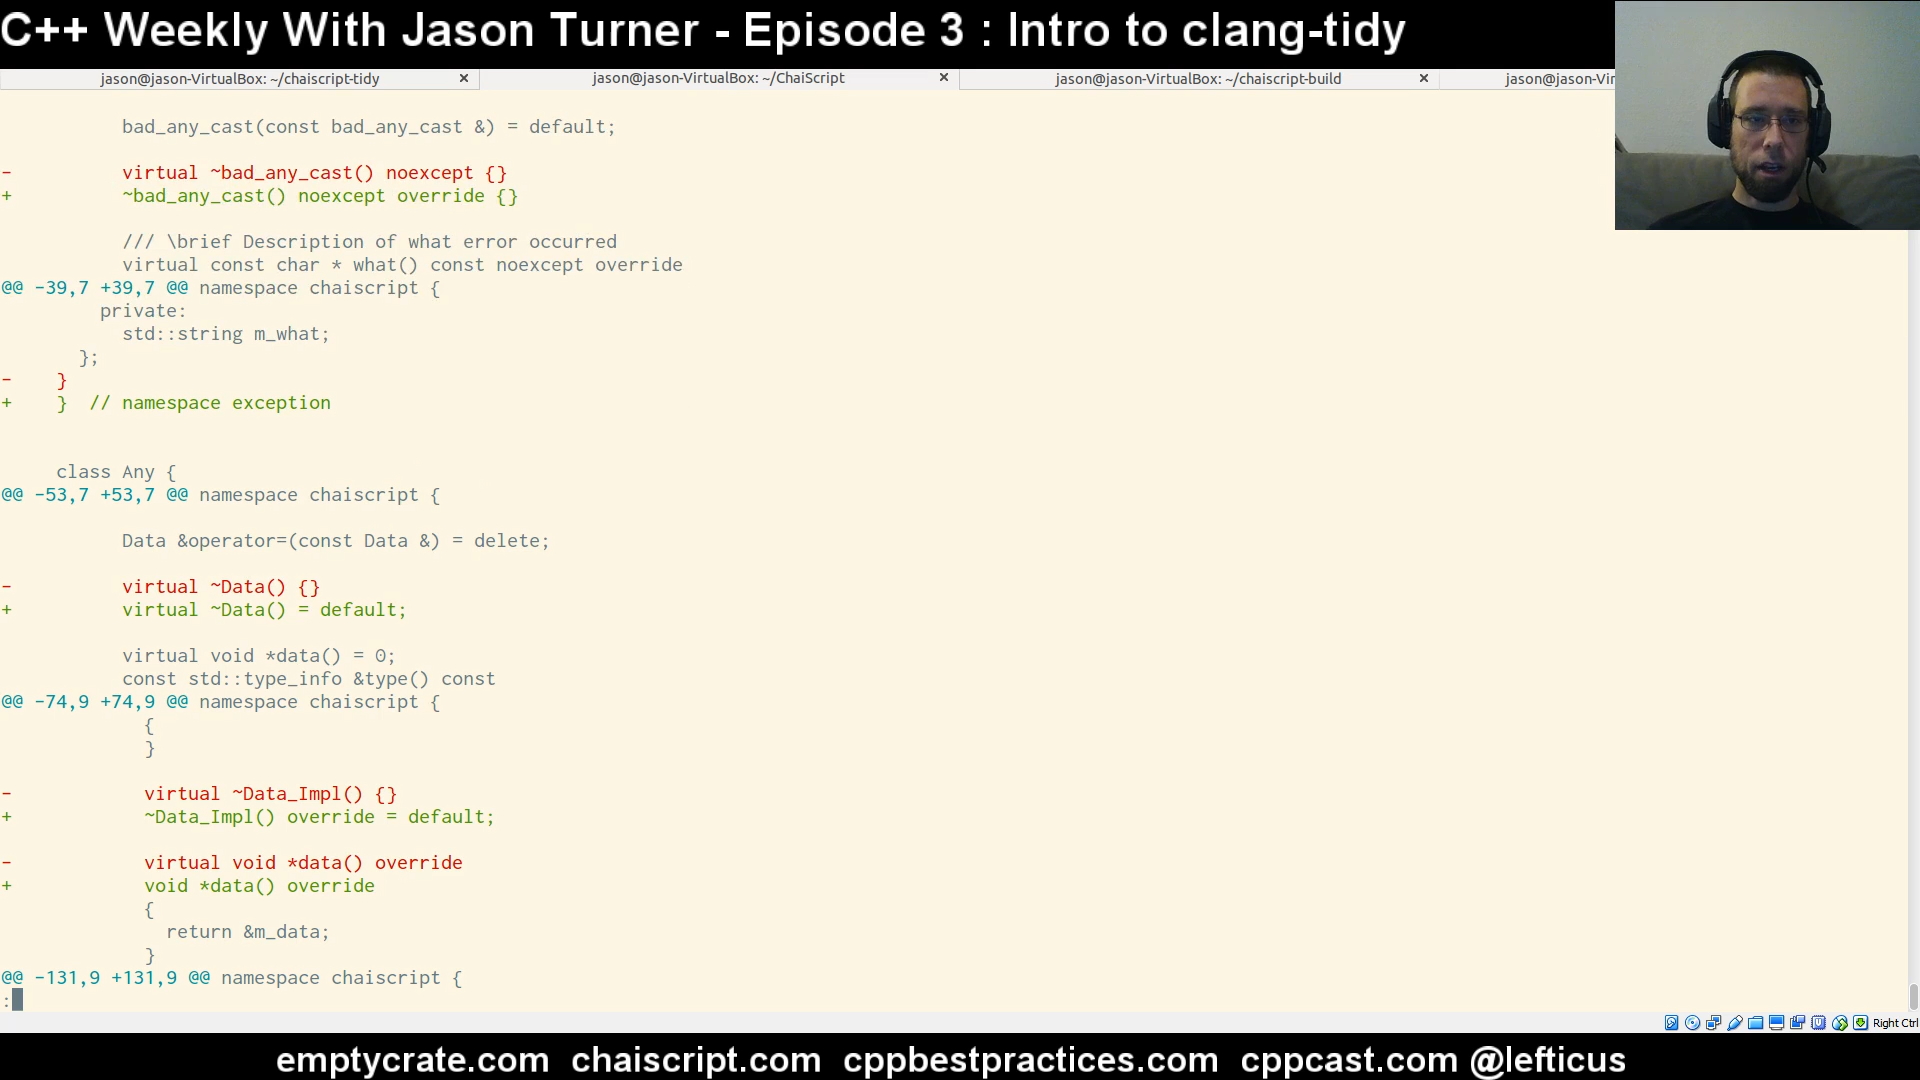 C++ Weekly With Jason Turner - Episode 3 : Intro to clang-tidy
jason@jason-VirtualBox: ~/chaiscript-tidy × jason@jason-VirtualBox: ~/ChaiScript × jason@jason-VirtualBox: ~/chaiscript-build × jason@jason-Vir
bad_any_cast(const bad_any_cast &) = default;
- virtual ~bad_any_cast() noexcept {}
+ ~bad_any_cast() noexcept override {}
/// \brief Description of what error occurred
virtual const char * what() const noexcept override
@@ -39,7 +39,7 @@ namespace chaiscript {
private:
std::string m_what;
};
- }
+ } // namespace exception
class Any {
@@ -53,7 +53,7 @@ namespace chaiscript {
Data &operator=(const Data &) = delete;
- virtual ~Data() {}
+ virtual ~Data() = default;
virtual void *data() = 0;
const std::type_info &type() const
@@ -74,9 +74,9 @@ namespace chaiscript {
{
}
- virtual ~Data_Impl() {}
+ ~Data_Impl() override = default;
- virtual void *data() override
+ void *data() override
{
return &m_data;
}
@@ -131,9 +131,9 @@ namespace chaiscript {
:
Right Ctrl
emptycrate.com chaiscript.com cppbestpractices.com cppcast.com @lefticus